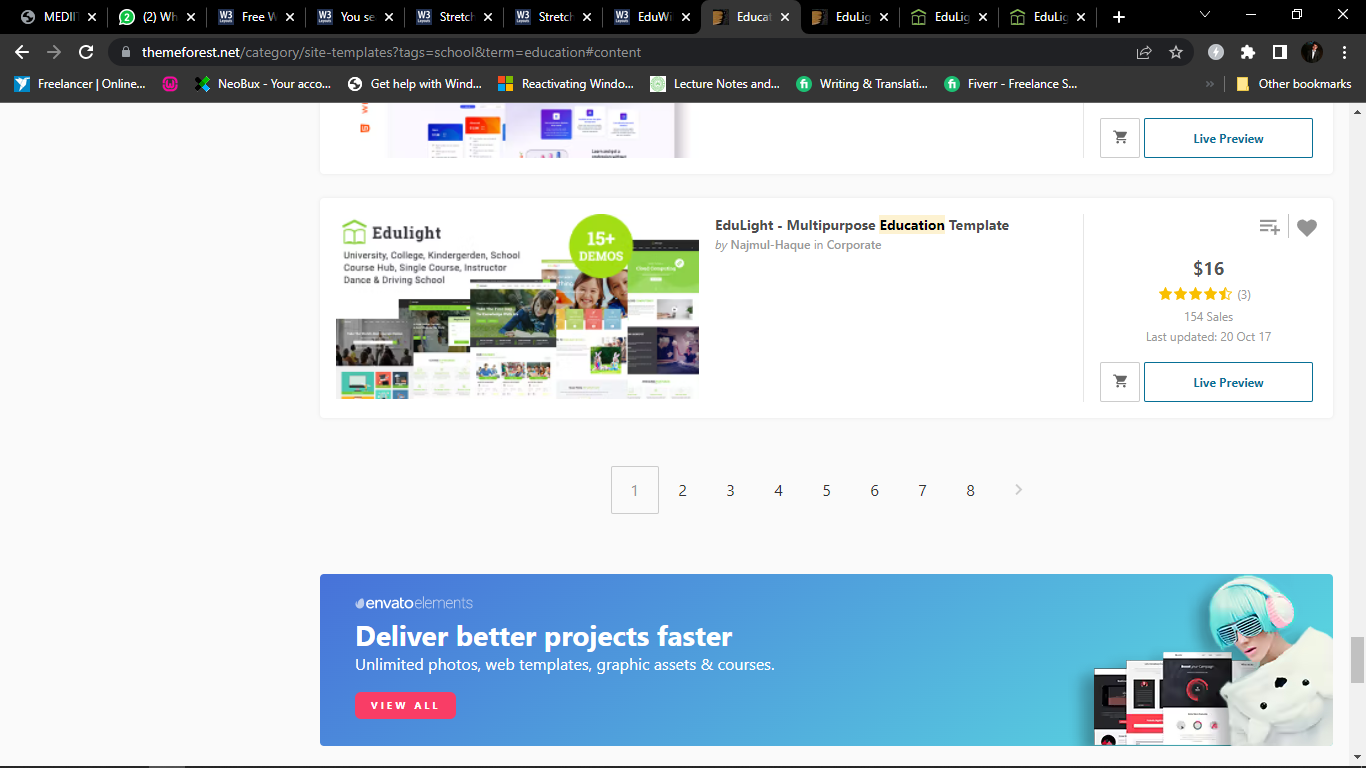 MEDII
(2) Wh
Free W
You se
Stretch
Stretch
EduWi
Educat
EduLig
EduLig
EduLig
themeforest.net/category/site-templates?tags=school&term=education#content
Freelancer | Online...
NeoBux - Your acco...
Get help with Wind...
Reactivating Windo...
Lecture Notes and...
Writing & Translati...
Fiverr - Freelance S...
»
Other bookmarks
Live Preview
Edulight
University, College, Kindergerden, School
Course Hub, Single Course, Instructor
Dance & Driving School
15+
DEMOS
EduLight - Multipurpose Education Template
by Najmul-Haque in Corporate
$16
(3)
154 Sales
Last updated: 20 Oct 17
Live Preview
1 2 3 4 5 6 7 8
envato elements
Deliver better projects faster
Unlimited photos, web templates, graphic assets & courses.
VIEW ALL